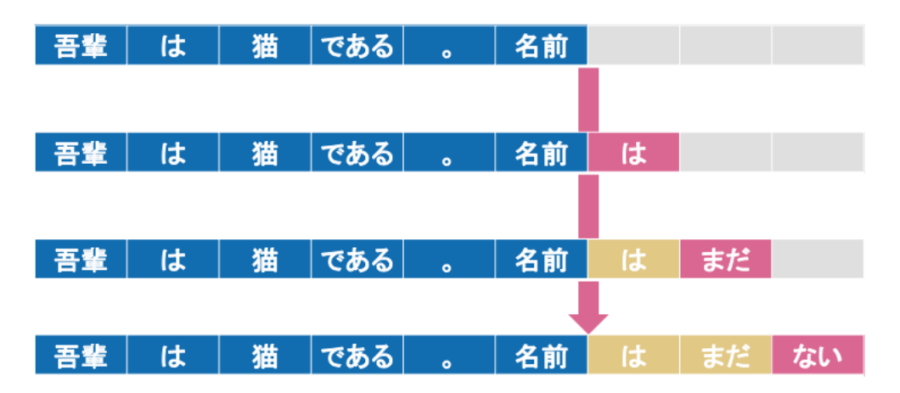 吾輩 は 猫 である 。 名前
吾輩 は 猫 である 。 名前 は
吾輩 は 猫 である 。 名前 は まだ
吾輩 は 猫 である 。 名前 は まだ ない